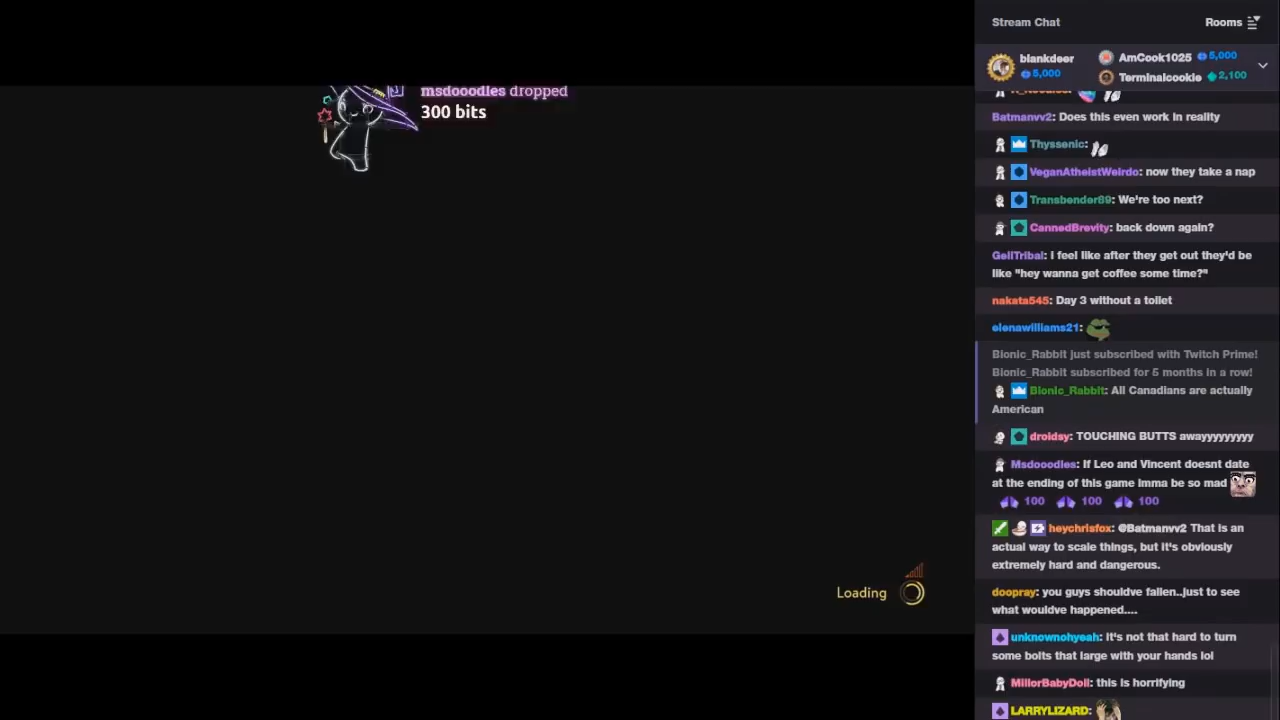 msdooodles dropped
300 bits
Loading
Stream Chat
Rooms
blankdeer
5,000
AmCook1025 5,000
Terminalcookie 2,100
Batmanvv2: Does this even work in reality
Thyssenic:
VeganAtheistWeirdo: now they take a nap
Transbender69: We're too next?
CannedBrevity: back down again?
GellTribal: i feel like after they get out they'd be
like "hey wanna get coffee some time?"
nakata545: Day 3 without a toilet
elenawilliams21:
Bionic_Rabbit just subscribed with Twitch Prime!
Bionic_Rabbit subscribed for 5 months in a row!
Bionic_Rabbit: All Canadians are actually
American
droidsy: TOUCHING BUTTS awayyyyyyyyy
Msdooodles: If Leo and Vincent doesnt date
at the ending of this game Imma be so mad
100 100 100
heychrisfox: @Batmanvv2 That is an
actual way to scale things, but it's obviously
extremely hard and dangerous.
doopray: you guys shouldve fallen..just to see
what wouldve happened....
unknownohyeah: it's not that hard to turn
some bolts that large with your hands lol
MillorBabyDoll: this is horrifying
LARRYLIZARD: